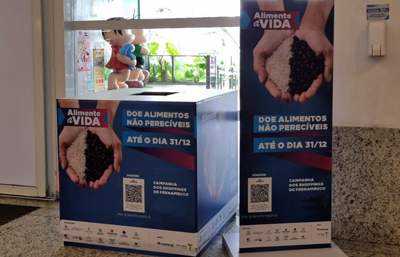 Alimente
a VIDA
DOE ALIMENTOS
NÃO PERECÍVEIS
ATÉ O DIA 31/12
CAMPANHA
DOS SHOPPINGS
DE PERNAMBUCO
Alimente
a VIDA
DOE ALIMENTOS
NÃO PERECÍVEIS
ATÉ O DIA 31/12
CAMPANHA
DOS SHOPPINGS
DE PERNAMBUCO